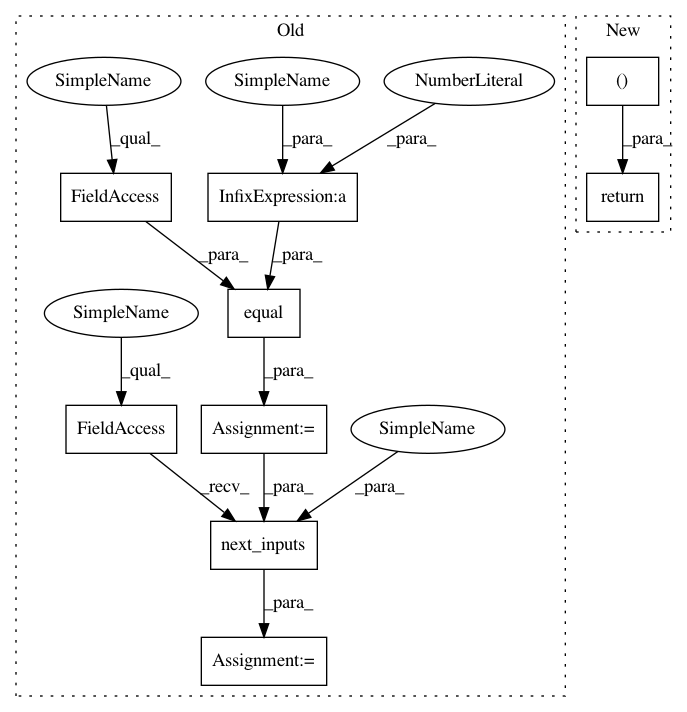 Old
New
SimpleName
SimpleName
NumberLiteral
()
_qual_
_para_
_para_
_para_
FieldAccess
InfixExpression:a
return
_para_
_para_
SimpleName
equal
_qual_
_para_
FieldAccess
Assignment:=
SimpleName
_recv_
_para_
_para_
next_inputs
_para_
Assignment:=